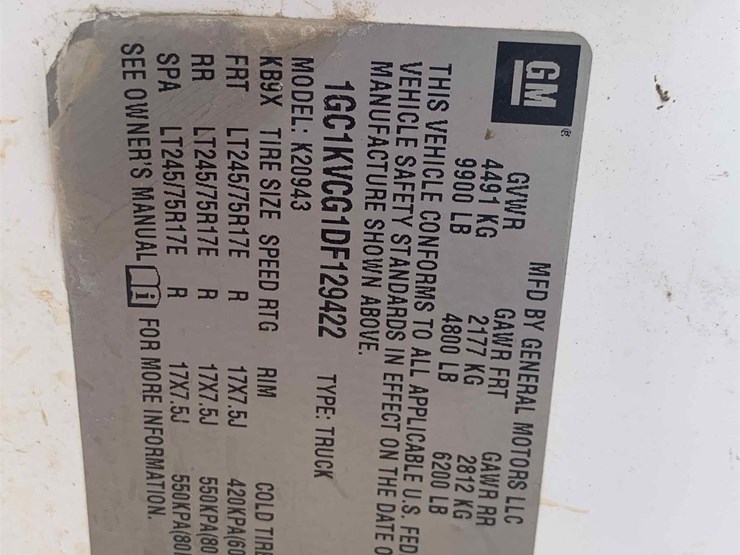 GM
®
MFD BY GENERAL MOTORS LLC
GVWR GAWR FRT GAWR RR
4491 KG 2177 KG 2812 KG
9900 LB 4800 LB 6200 LB
THIS VEHICLE CONFORMS TO ALL APPLICABLE U.S. FED
VEHICLE SAFETY STANDARDS IN EFFECT ON THE DATE O
MANUFACTURE SHOWN ABOVE.
1GC1KVCG1DF129422 TYPE: TRUCK
MODEL: K20943
KB9X TIRE SIZE SPEED RTG RIM COLD TIRE
FRT LT245/75R17E R 17X7.5J 420KPA(60
RR LT245/75R17E R 17X7.5J 550KPA(80
SPA LT245/75R17E R 17X7.5J 550KPA(80
SEE OWNER'S MANUAL i FOR MORE INFORMATION.